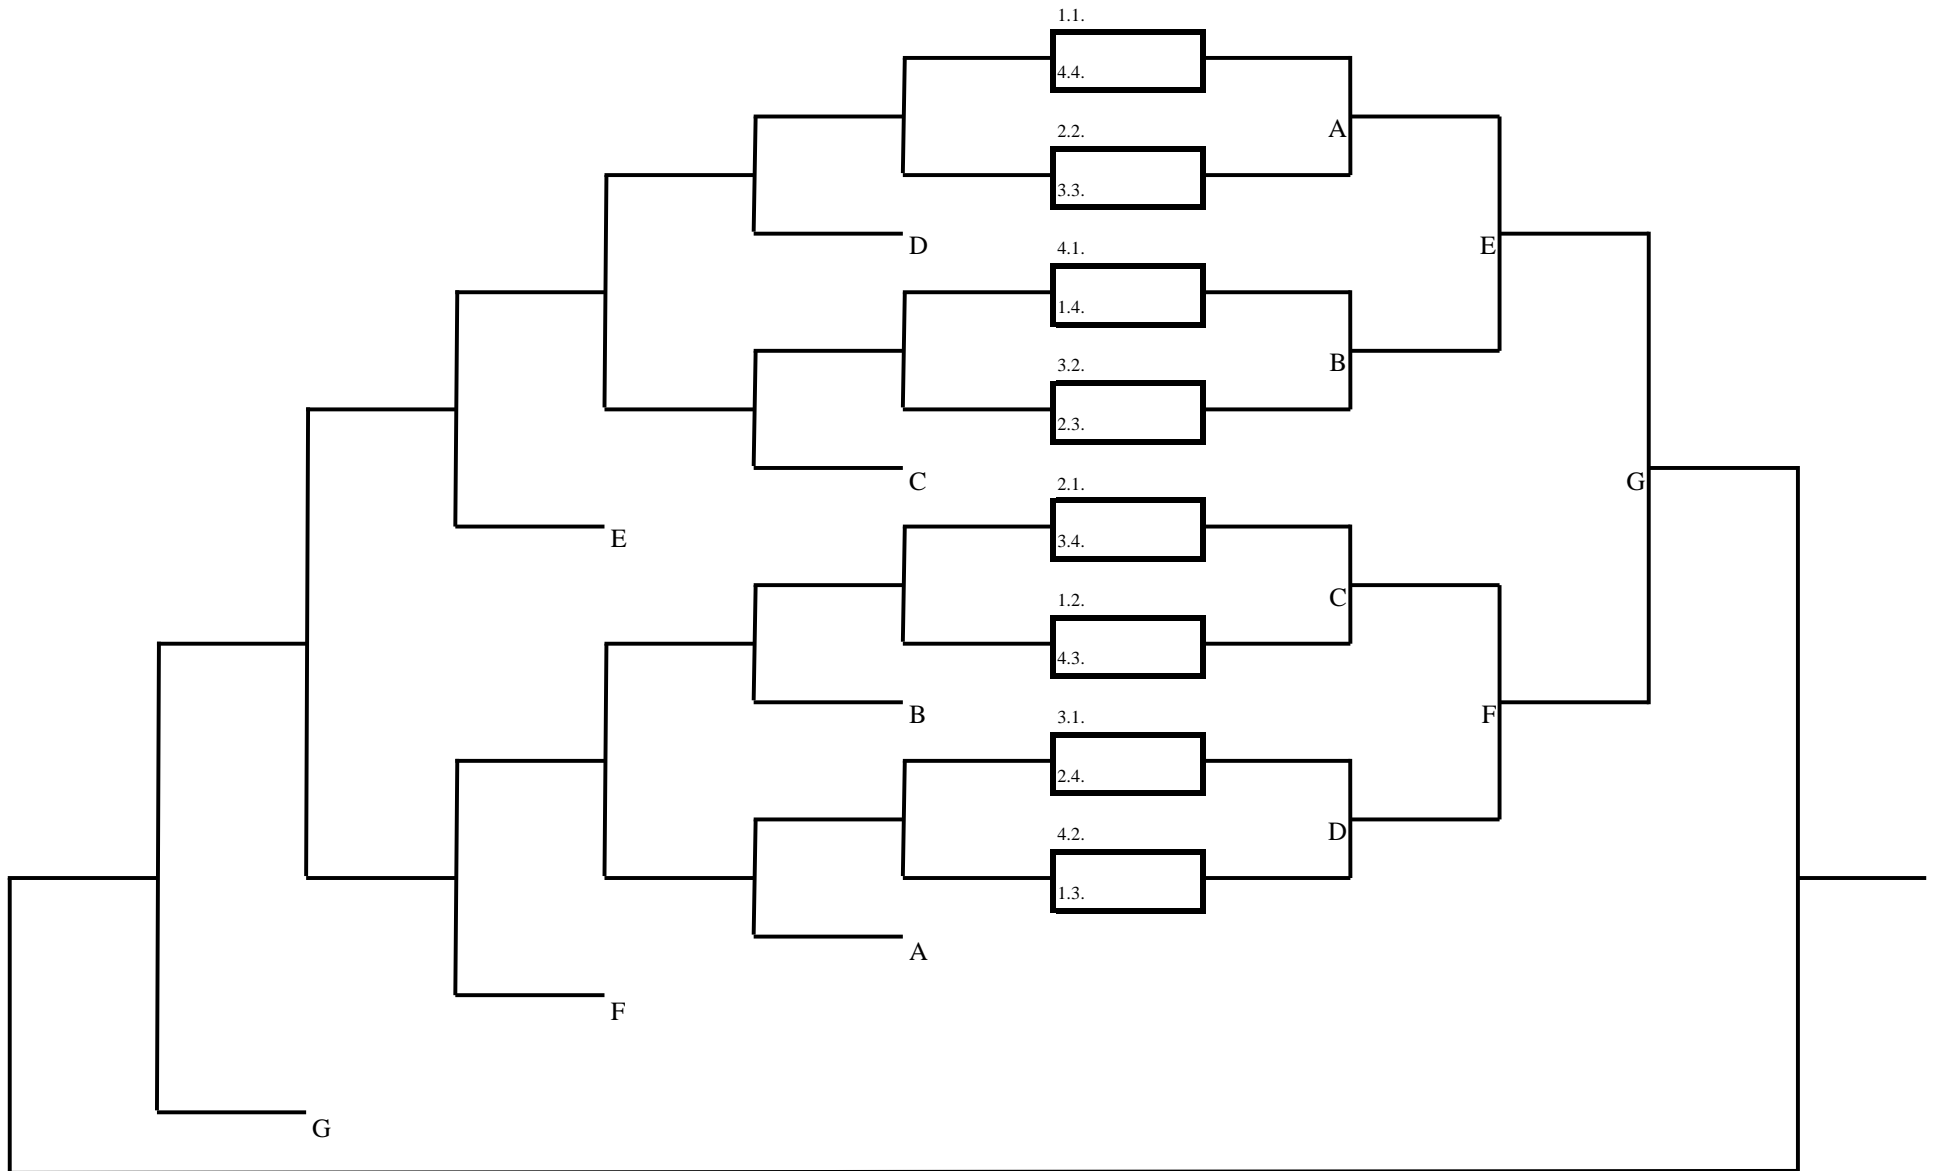 1.1.
4.4.
A
2.2.
3.3.
D
E
4.1.
1.4.
B
3.2.
2.3.
C
G
2.1.
E
3.4.
C
1.2.
4.3.
B
F
3.1.
2.4.
D
4.2.
1.3.
A
F
G